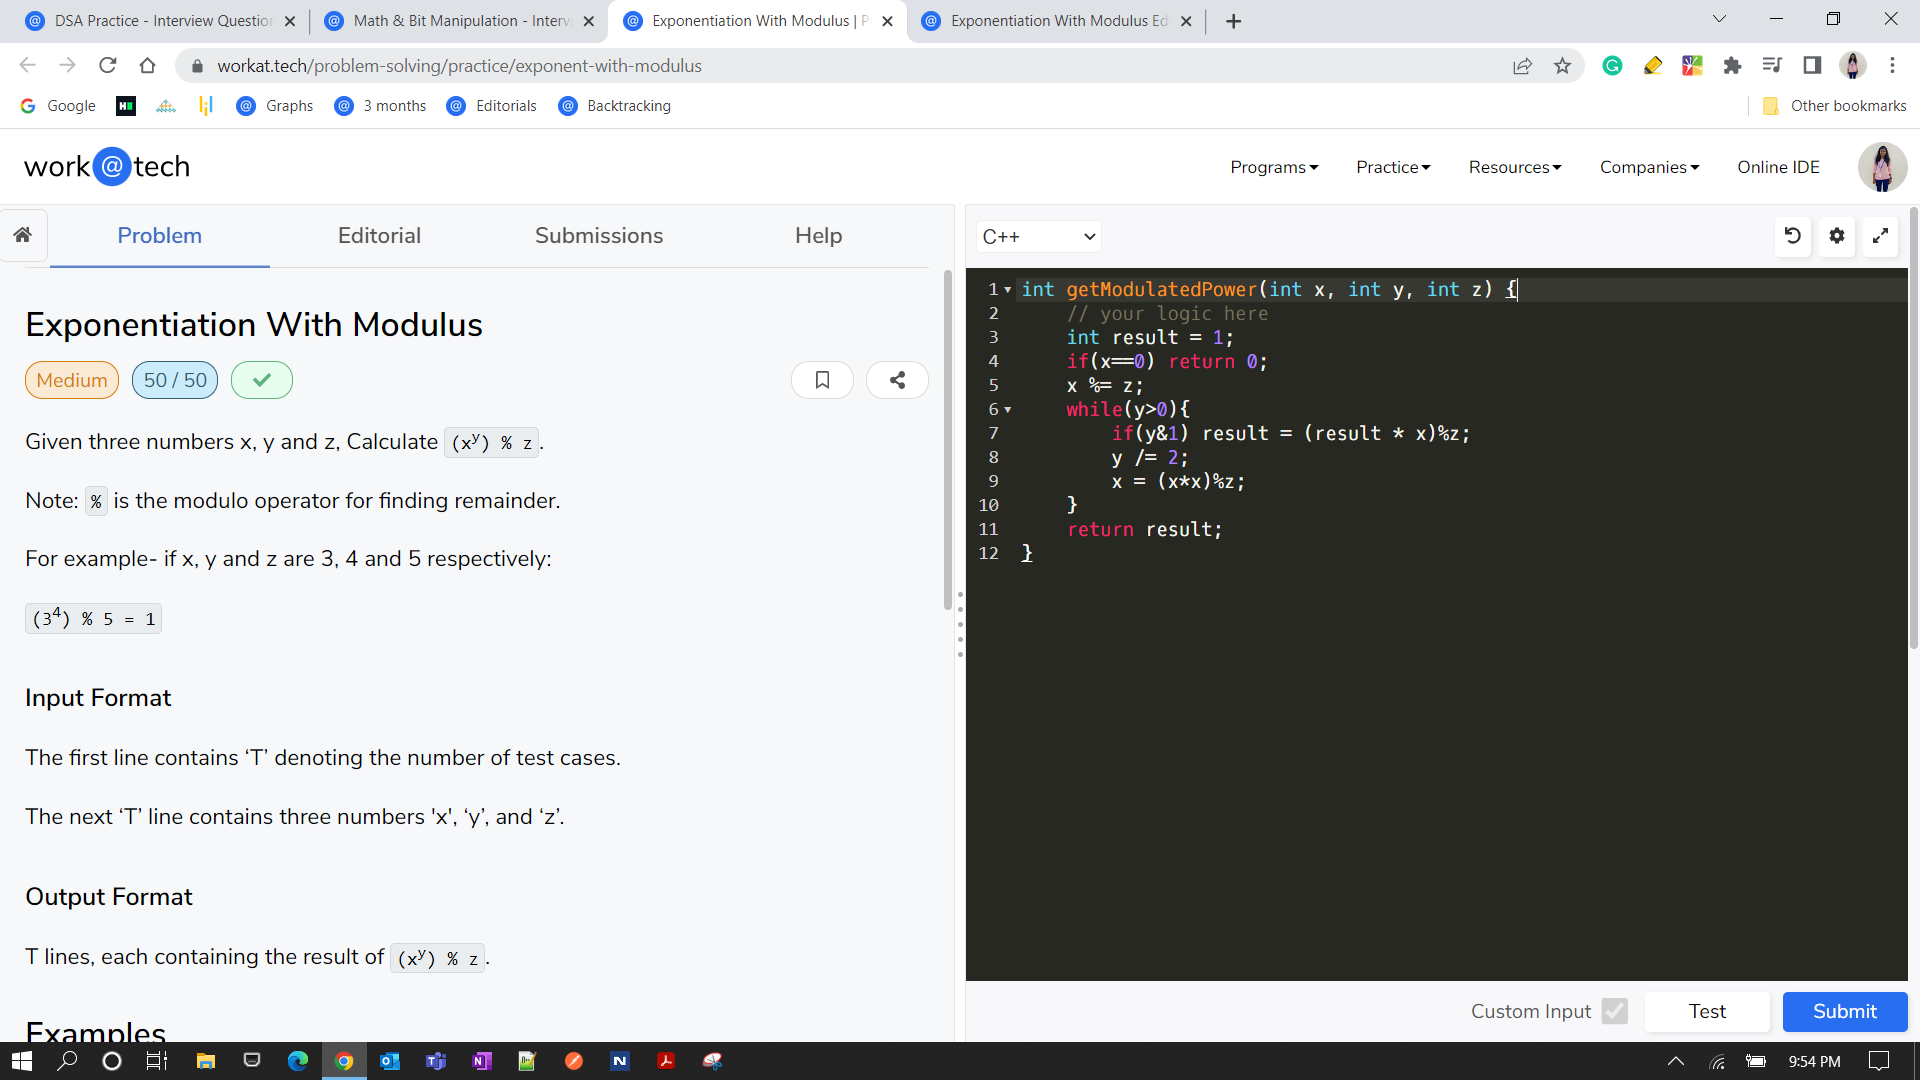 DSA Practice - Interview Question
Math & Bit Manipulation - Interv
Exponentiation With Modulus | P
Exponentiation With Modulus Ed
workat.tech/problem-solving/practice/exponent-with-modulus
Google
Graphs
3 months
Editorials
Backtracking
Other bookmarks
work@tech
Programs
Practice
Resources
Companies
Online IDE
Problem
Editorial
Submissions
Help
Exponentiation With Modulus
Medium
50 / 50
Given three numbers x, y and z, Calculate (xʸ) % z.
Note: % is the modulo operator for finding remainder.
For example- if x, y and z are 3, 4 and 5 respectively:
(3⁴) % 5 = 1
Input Format
The first line contains ‘T’ denoting the number of test cases.
The next ‘T’ line contains three numbers 'x', ‘y’, and ‘z’.
Output Format
T lines, each containing the result of (xʸ) % z.
Examples
C++
1 int getModulatedPower(int x, int y, int z) {
2 // your logic here
3 int result = 1;
4 if(x==0) return 0;
5 x %= z;
6 while(y>0){
7 if(y&1) result = (result * x)%z;
8 y /= 2;
9 x = (x*x)%z;
10 }
11 return result;
12 }
Custom Input
Test
Submit
9:54 PM